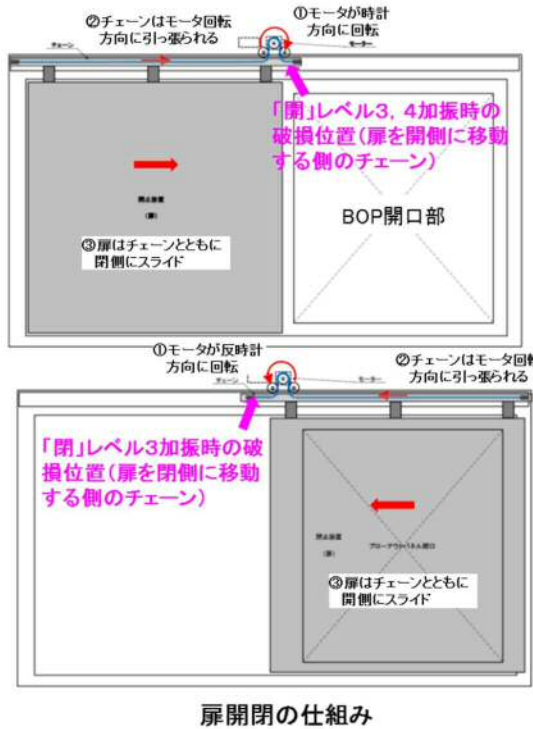 ②チェーンはモータ回転
方向に引っ張られる
①モータが時計
方向に回転
チェーン
モーター
「開」レベル3，4加振時の
破損位置(扉を開側に移動
する側のチェーン)
閉止装置
(扉)
BOP開口部
③扉はチェーンとともに
閉側にスライド
①モータが反時計
方向に回転
②チェーンはモータ回転
方向に引っ張られる
チェーン
モーター
「閉」レベル3加振時の破
損位置(扉を閉側に移動
する側のチェーン)
閉止装置
(扉)
ブローアウトパネル開口
③扉はチェーンとともに
開側にスライド
扉開閉の仕組み